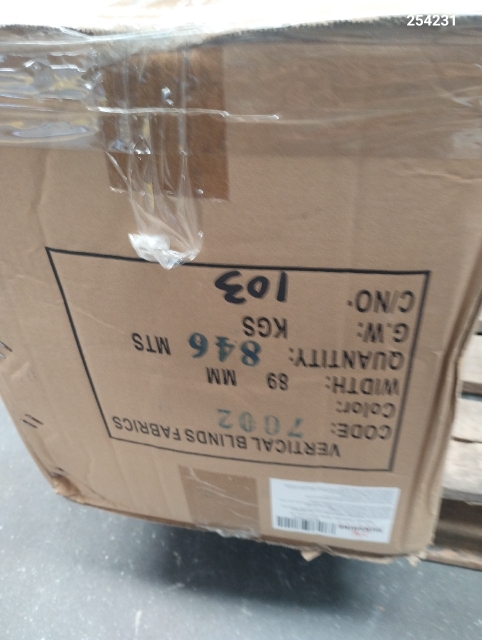 254231
VERTICAL BLINDS FABRICS
CODE: 7002
Color:
WIDTH: 89 MM
QUANTITY: 846 MTS
G.W: KGS
C/NO· 103